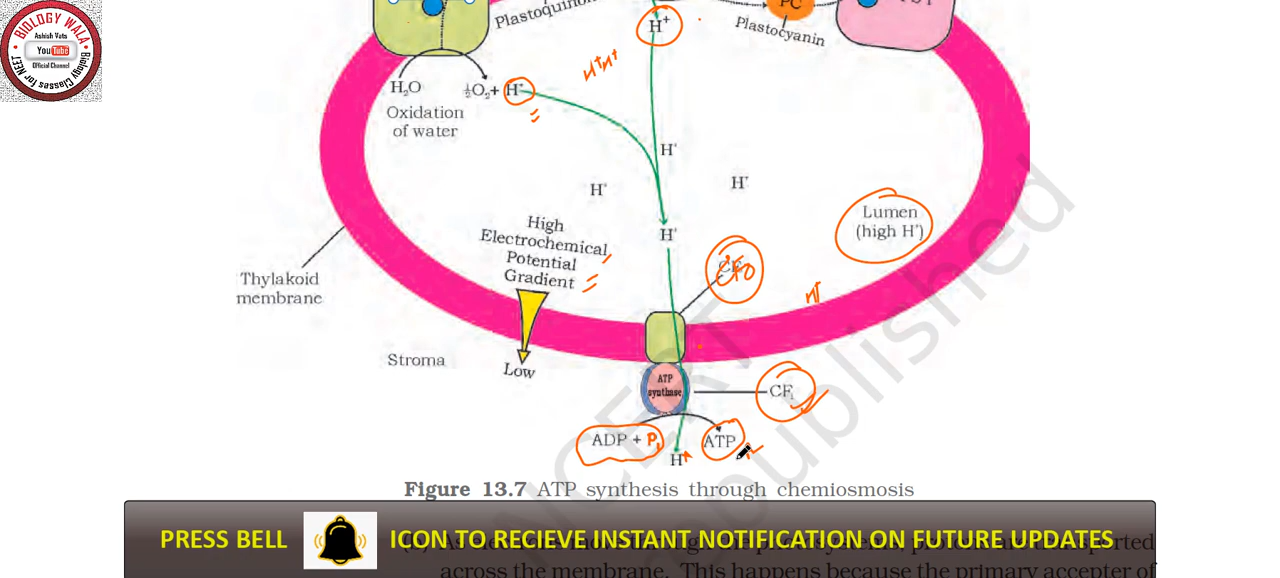 BIOLOGY WALA
Ashish Vats
YouTube
Official Channel
Biology Classes for NEET
Plastoquinon
H⁺
PC
Plastocyanin
H⁺H⁺
H₂O
½O₂+ H⁺
Oxidation
of water
H⁺
H⁺
H⁺
Lumen
(high H⁺)
High
Electrochemical
Potential
Gradient
H⁺
CF0
Thylakoid
membrane
Stroma
Low
ATP
synthase
CF₁
ADP + Pᵢ
ATP
H⁺
Figure 13.7 ATP synthesis through chemiosmosis
PRESS BELL ICON TO RECIEVE INSTANT NOTIFICATION ON FUTURE UPDATES
across the membrane. This happens because the primary accepter of
NCERT
published